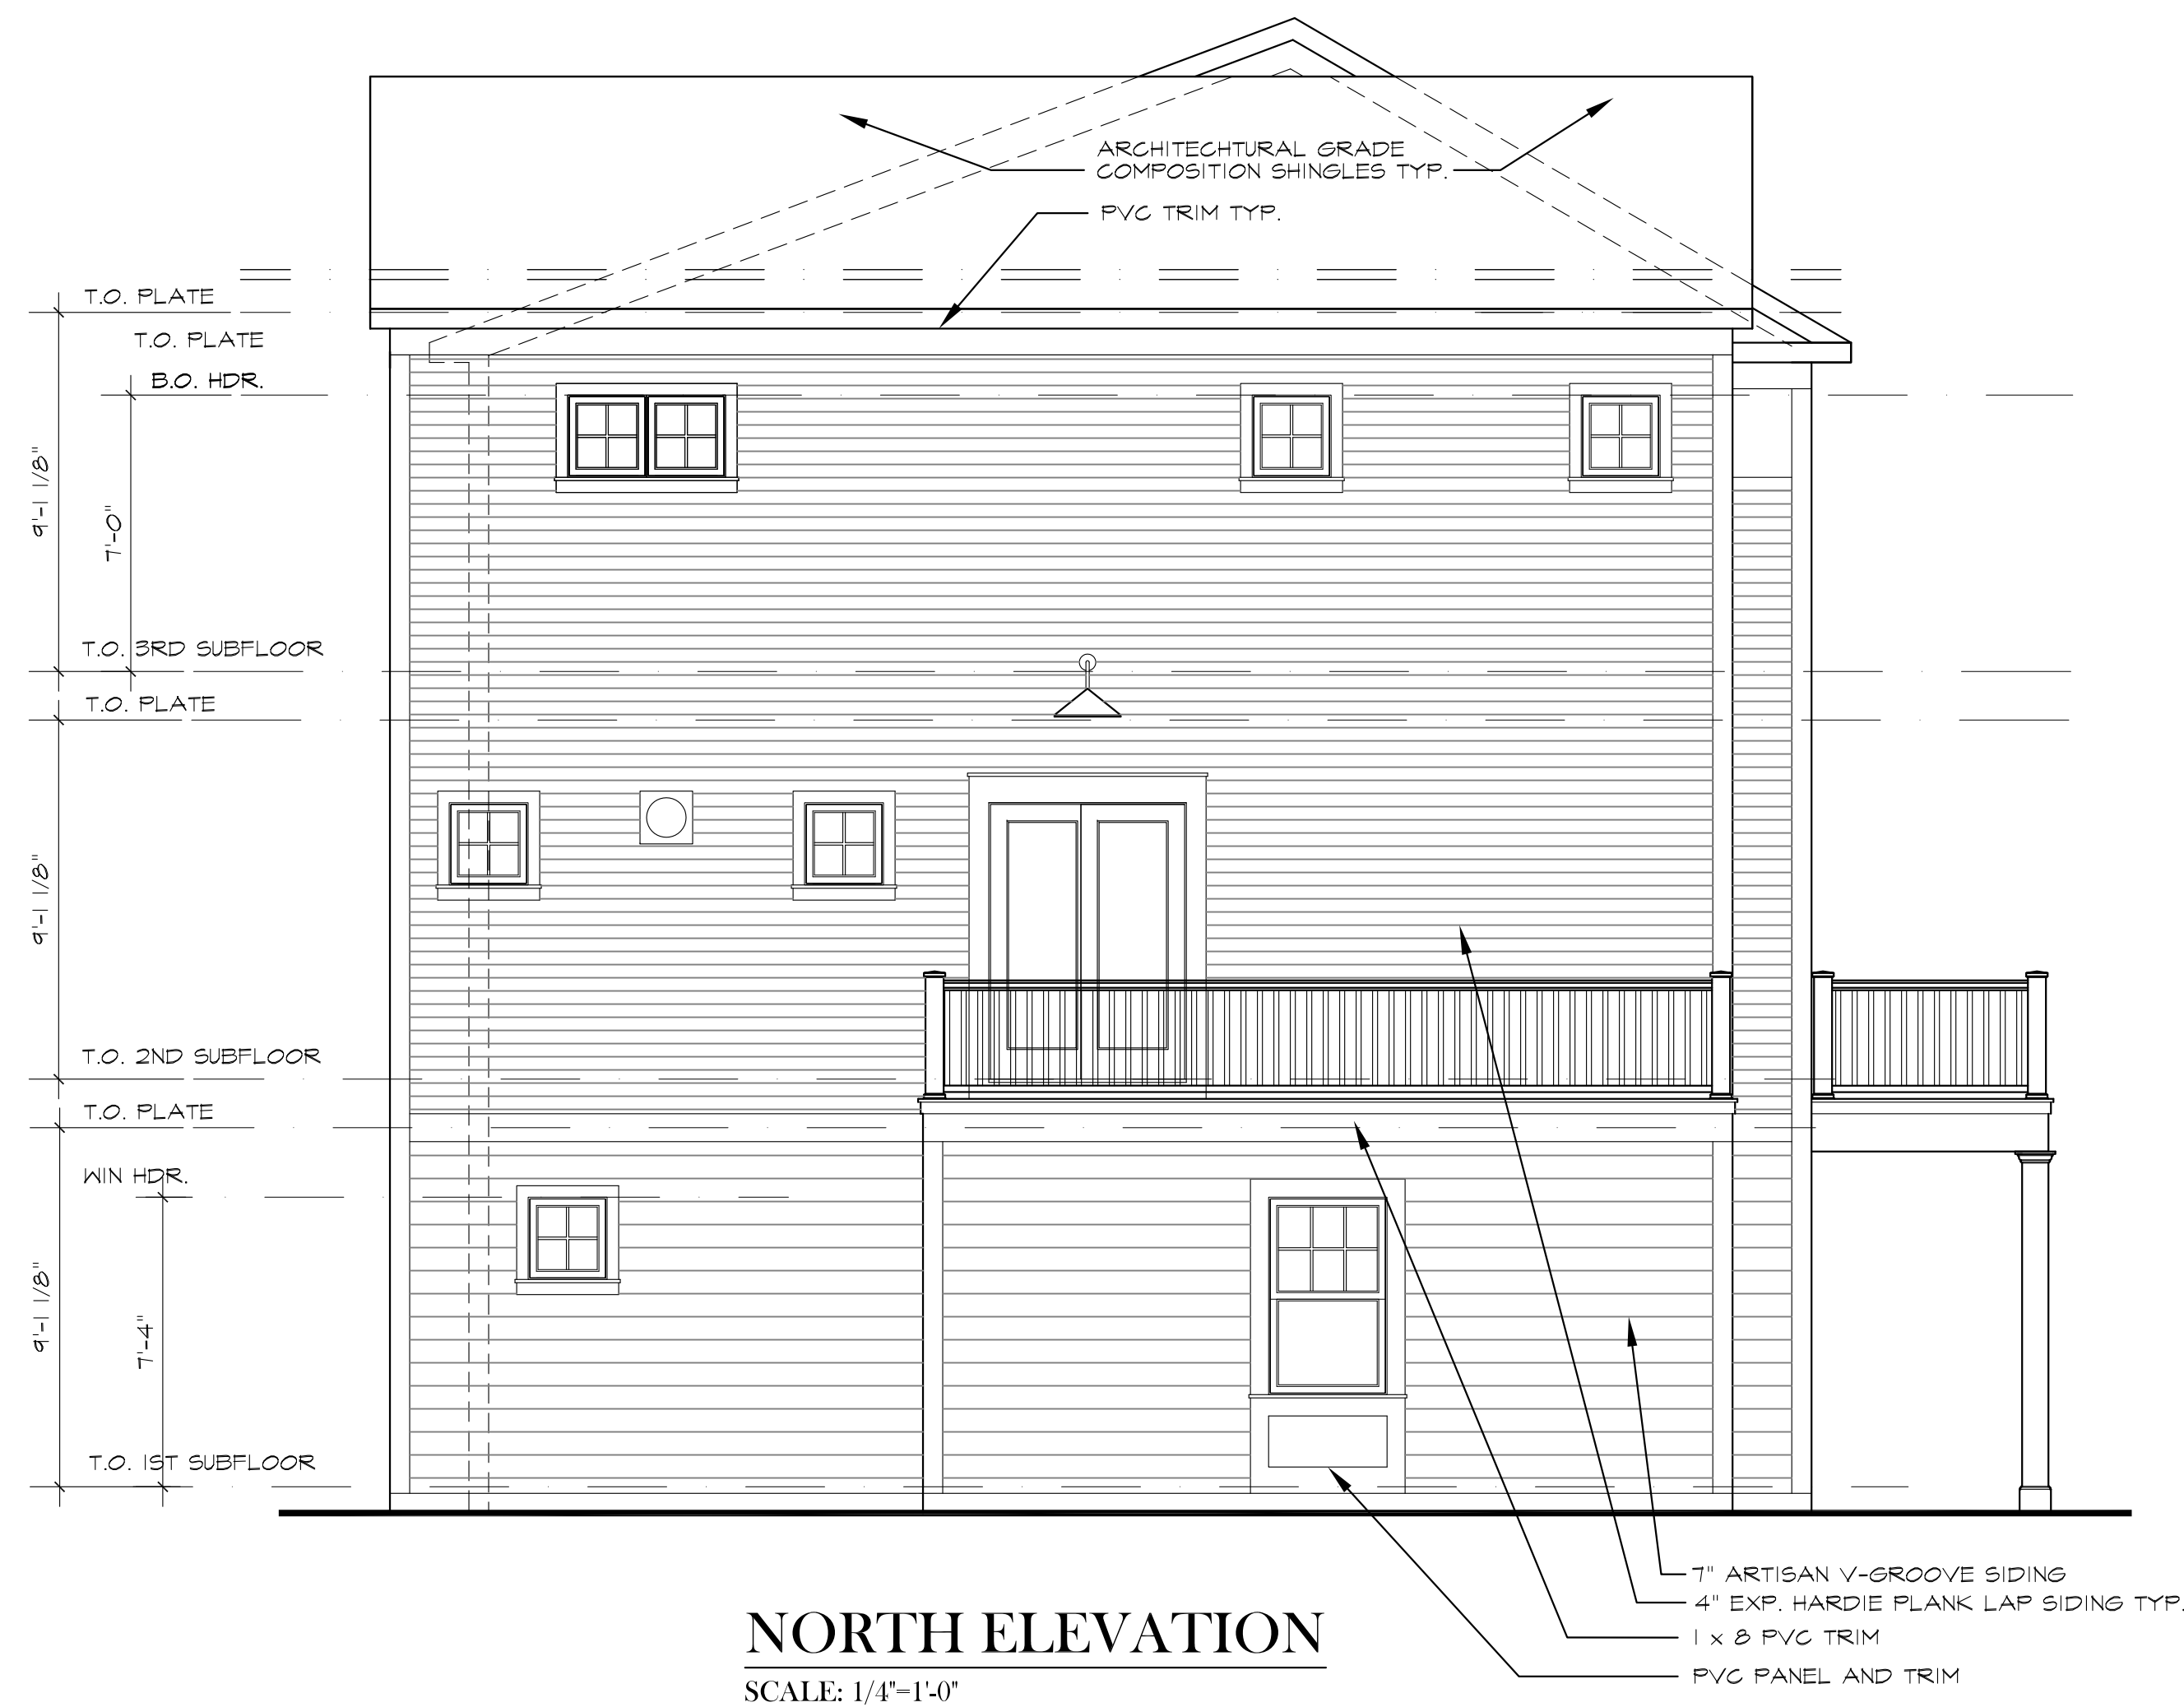 ARCHITECHTURAL GRADE
COMPOSITION SHINGLES TYP.
PVC TRIM TYP.
T.O. PLATE
T.O. PLATE
B.O. HDR.
9'-1 1/8"
7'-0"
T.O. 3RD SUBFLOOR
T.O. PLATE
9'-1 1/8"
T.O. 2ND SUBFLOOR
T.O. PLATE
WIN HDR.
9'-1 1/8"
7'-4"
T.O. 1ST SUBFLOOR
7" ARTISAN V-GROOVE SIDING
4" EXP. HARDIE PLANK LAP SIDING TYP.
1 x 8 PVC TRIM
PVC PANEL AND TRIM
NORTH ELEVATION
SCALE: 1/4"=1'-0"